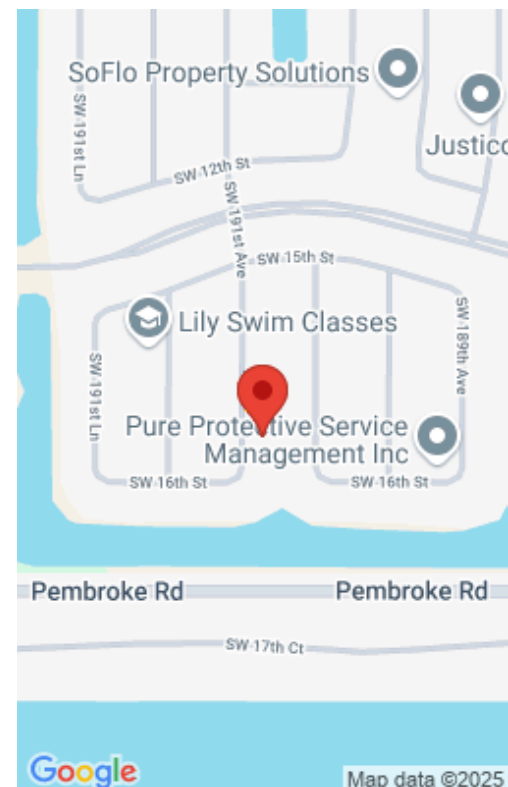 SoFlo Property Solutions
SW 191st Ln
SW 12th St
SW 191st Ave
SW 15th St
Lily Swim Classes
SW 191st Ln
SW 189th Ave
Pure Protective Service
Management Inc
SW 16th St
SW 16th St
Pembroke Rd
Pembroke Rd
SW 17th Ct
Google
Map data ©2025